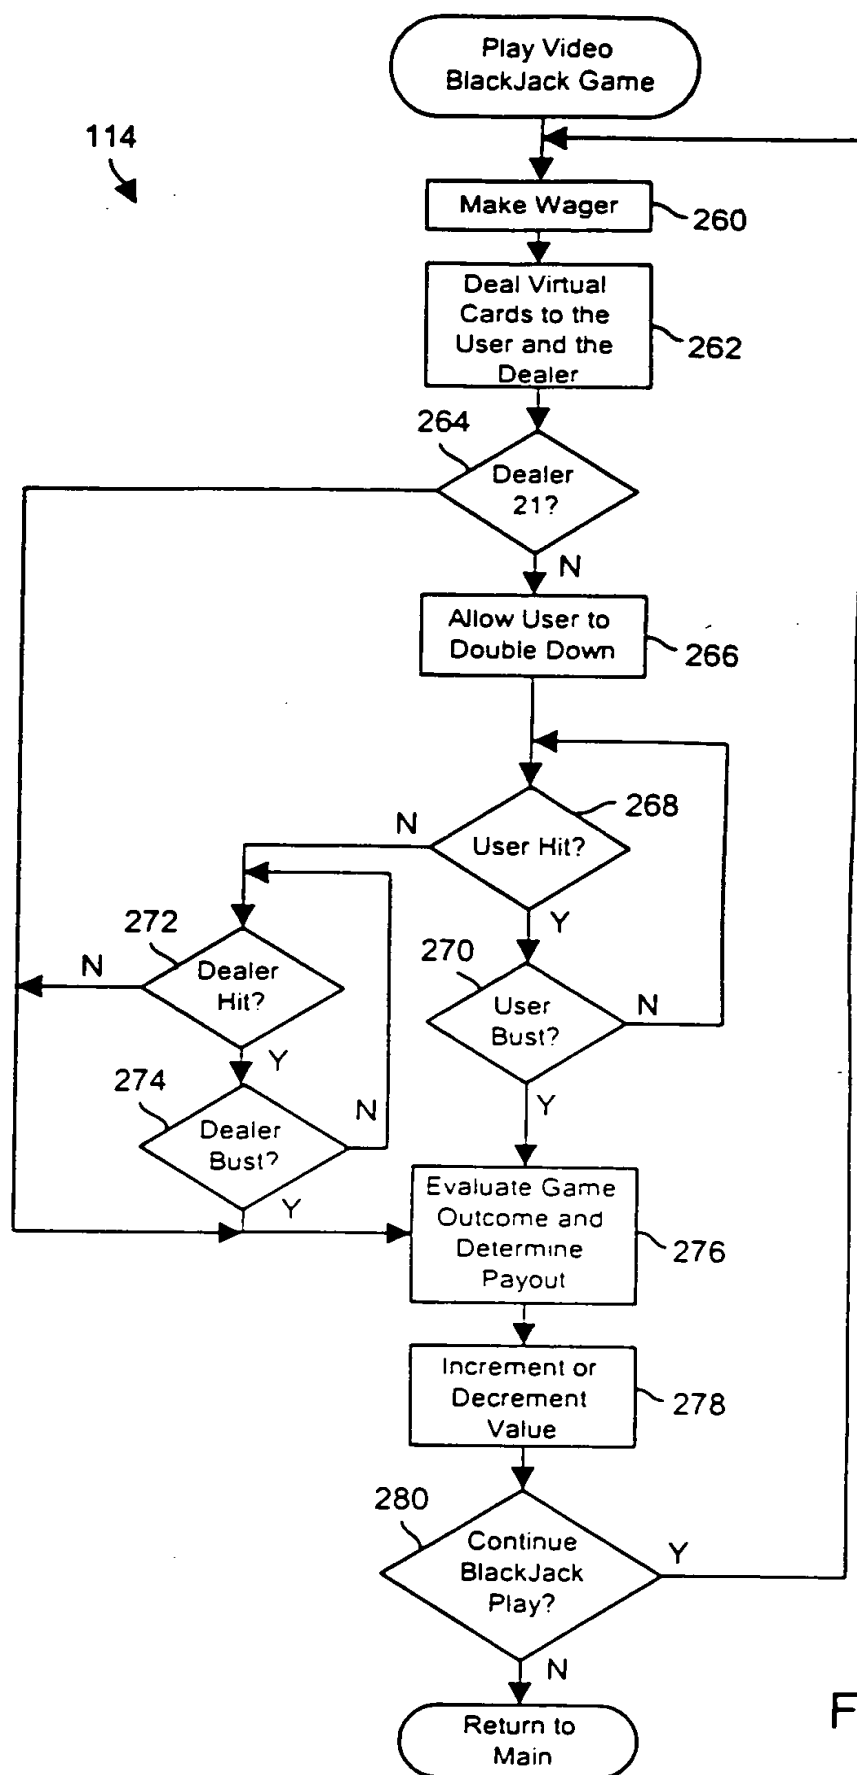 Play Video
BlackJack Game
114
Make Wager
260
Deal Virtual
Cards to the
User and the
Dealer
262
264
Dealer
21?
N
Allow User to
Double Down
266
268
N
User Hit?
Y
272
N
Dealer
Hit?
Y
270
User
Bust?
N
Y
274
Dealer
Bust?
N
Y
Evaluate Game
Outcome and
Determine
Payout
276
Increment or
Decrement
Value
278
280
Continue
BlackJack
Play?
Y
N
Return to
Main
F